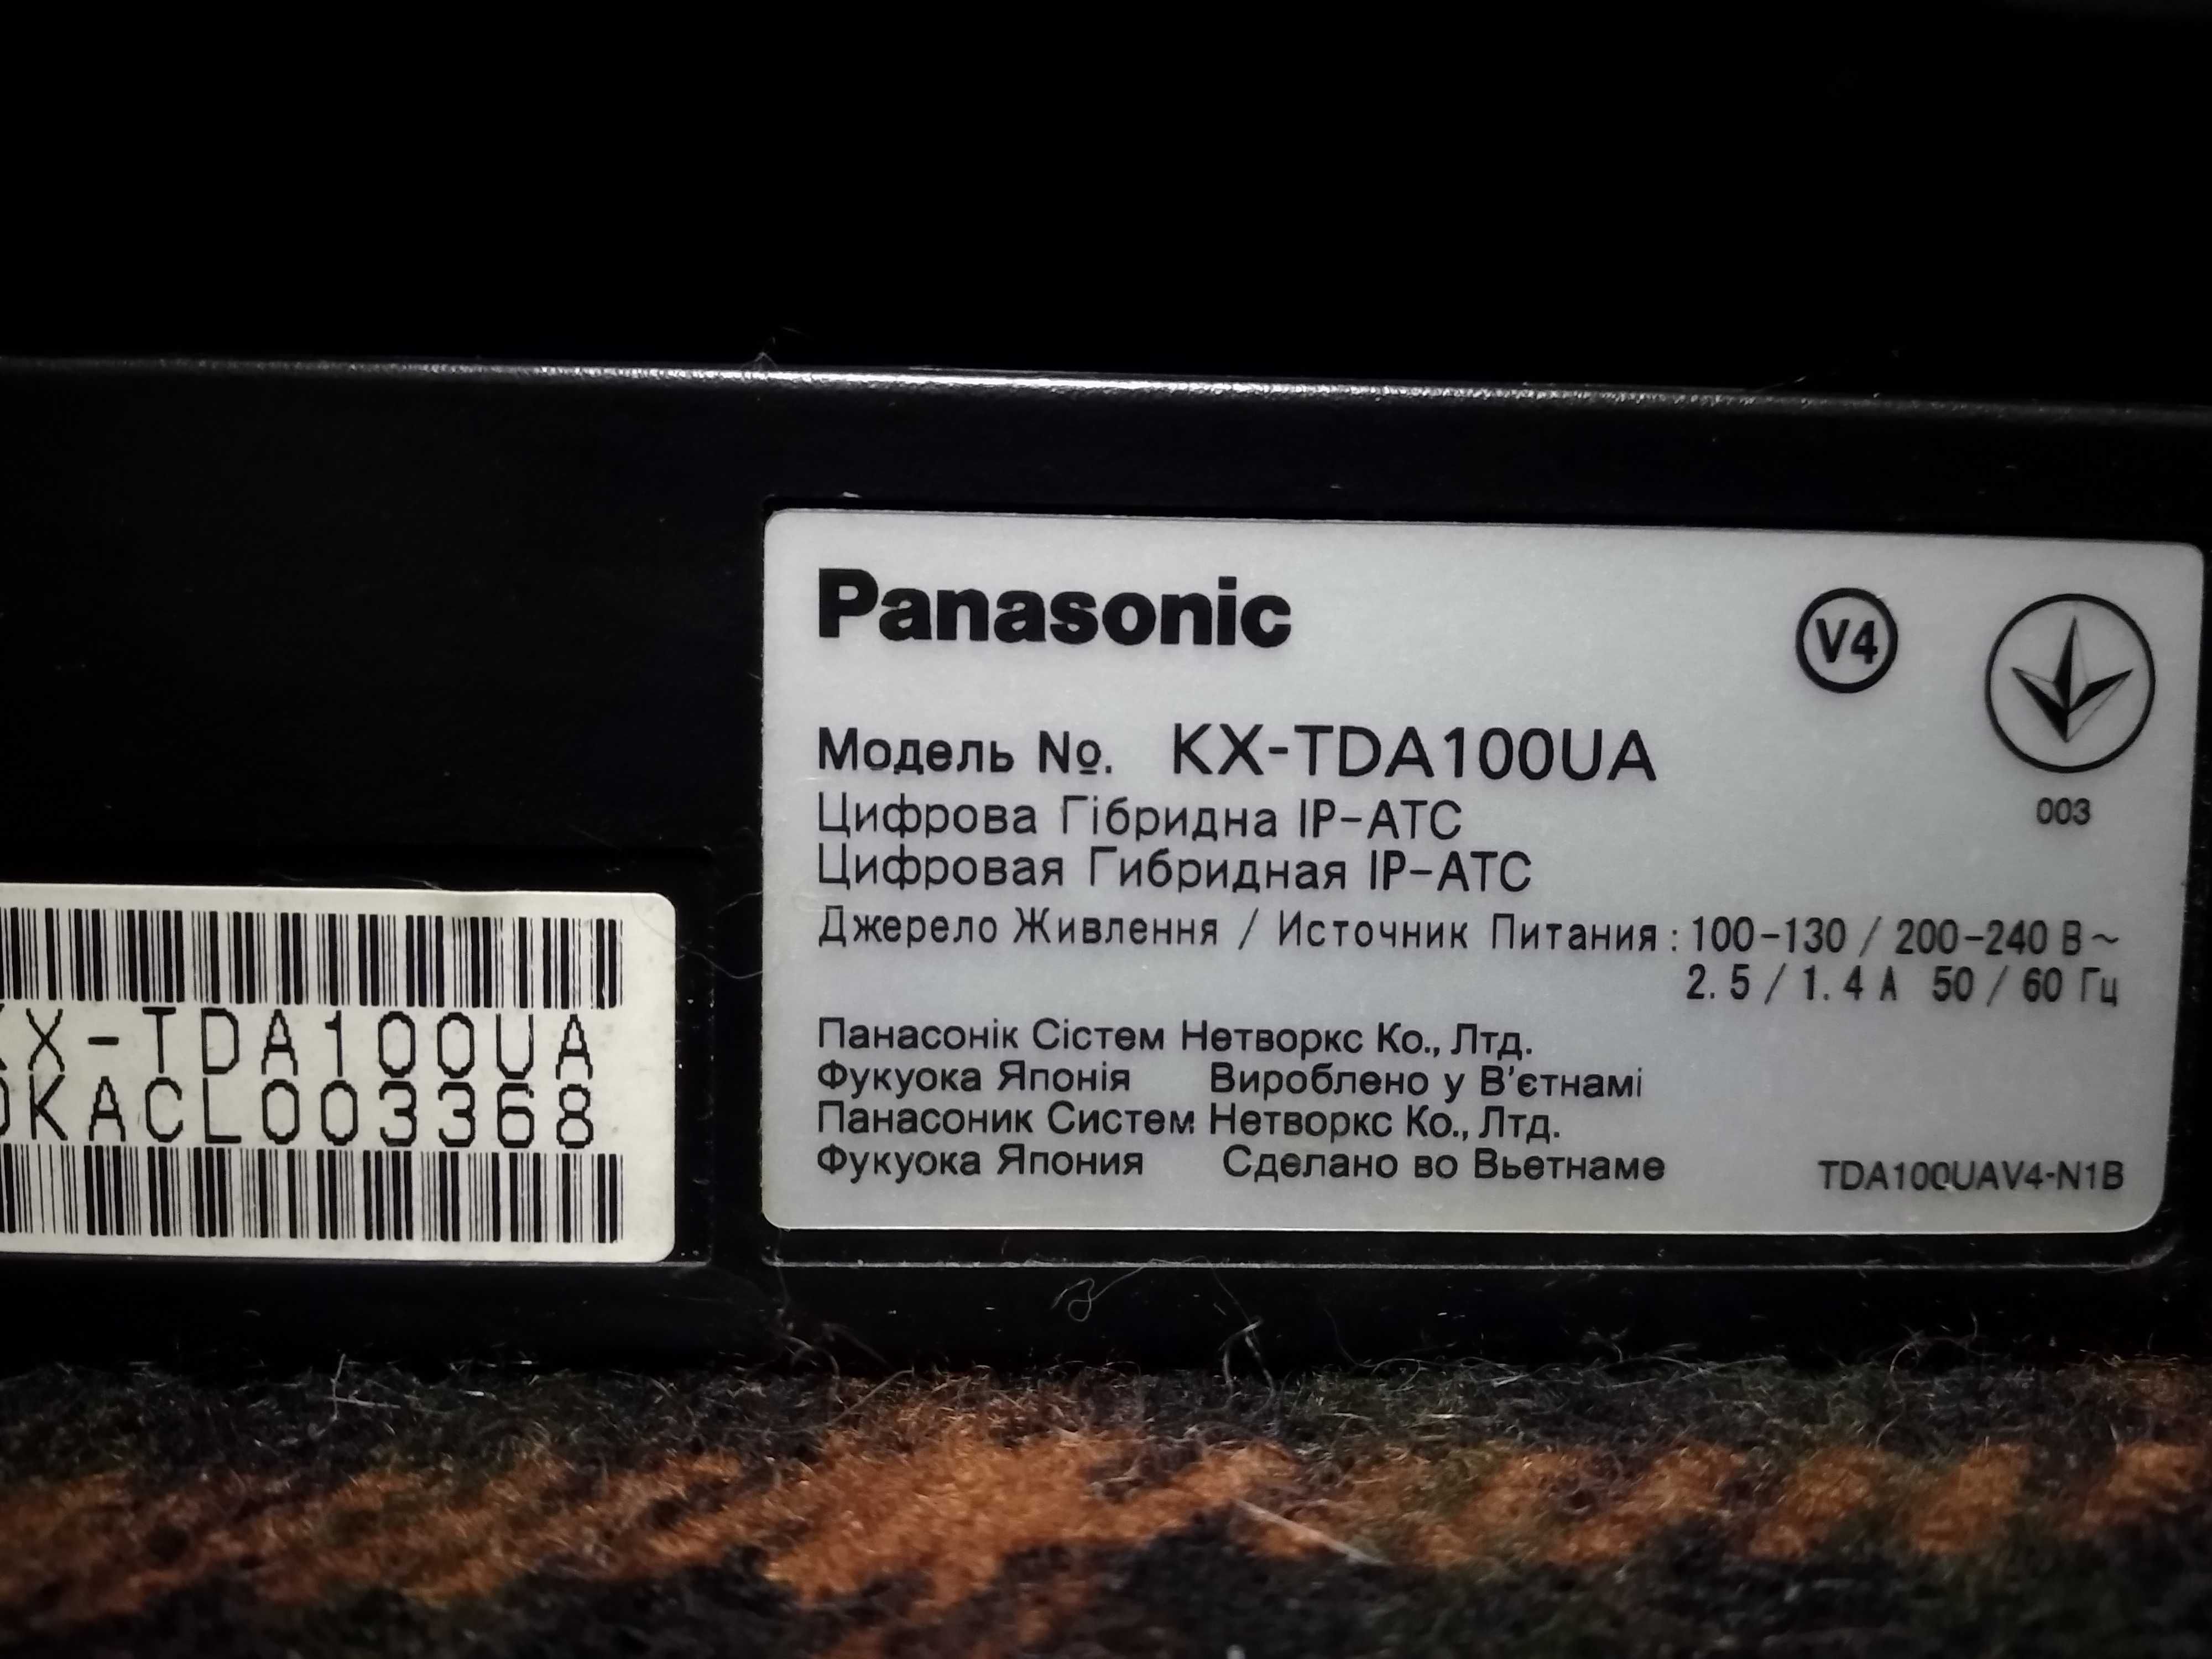 Panasonic
V4
Модель №. KX-TDA100UA
003
Цифрова Гібридна IP-АТС
Цифровая Гибридная IP-АТС
Джерело Живлення / Источник Питания : 100-130 / 200-240 В~
2.5 / 1.4 А 50 / 60 Гц
Панасонік Сістем Нетворкс Ко., Лтд.
Фукуока Японія Вироблено у В'єтнамі
Панасоник Систем Нетворкс Ко., Лтд.
Фукуока Япония Сделано во Вьетнаме
TDA100UAV4-N1B
KX-TDA100UA
KACL003368